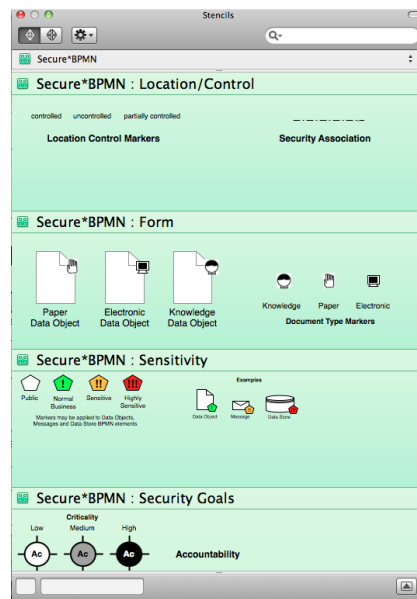 Stencils
Secure*BPMN
Secure*BPMN : Location/Control
controlled uncontrolled partially controlled
Location Control Markers
Security Association
Secure*BPMN : Form
Paper
Data Object
Electronic
Data Object
Knowledge
Data Object
Knowledge Paper Electronic
Document Type Markers
Secure*BPMN : Sensitivity
! !! !!!
Public
Normal
Business
Sensitive
Highly
Sensitive
Markers may be applied to Data Objects,
Messages and Data Store BPMN elements
Examples
Data Object Message Data Store
Secure*BPMN : Security Goals
Criticality
Low Medium High
Ac Ac Ac
Accountability